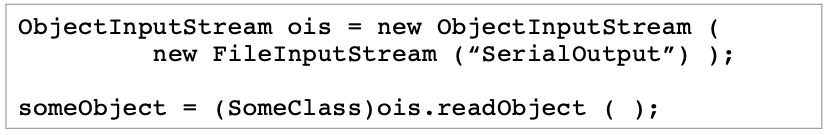 ObjectInputStream ois = new ObjectInputStream (
new FileInputStream (“SerialOutput”) );
someObject = (SomeClass)ois.readObject ( );